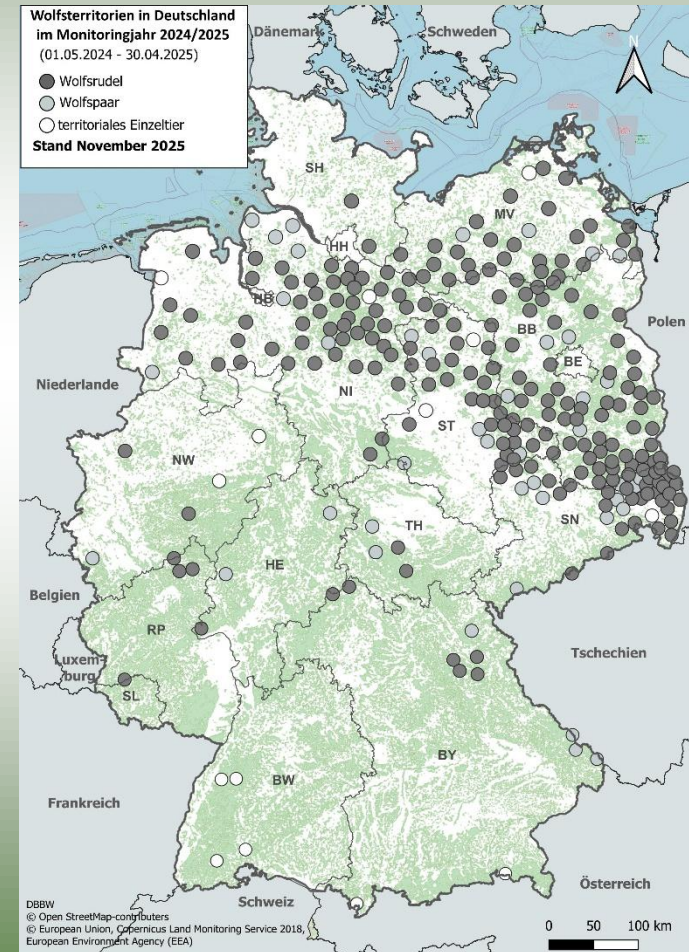 Wolfsterritorien in Deutschland
im Monitoringjahr 2024/2025
(01.05.2024 - 30.04.2025)
Wolfsrudel
Wolfspaar
territoriales Einzeltier
Stand November 2025
Dänemark
Schweden
N
SH
MV
HH
HB
BB
Polen
BE
Niederlande
NI
ST
NW
SN
TH
HE
Belgien
RP
Tschechien
Luxem-
burg
SL
BY
BW
Frankreich
Österreich
Schweiz
DBBW
© Open StreetMap-contributers
© European Union, Copernicus Land Monitoring Service 2018,
European Environment Agency (EEA)
0 50 100 km